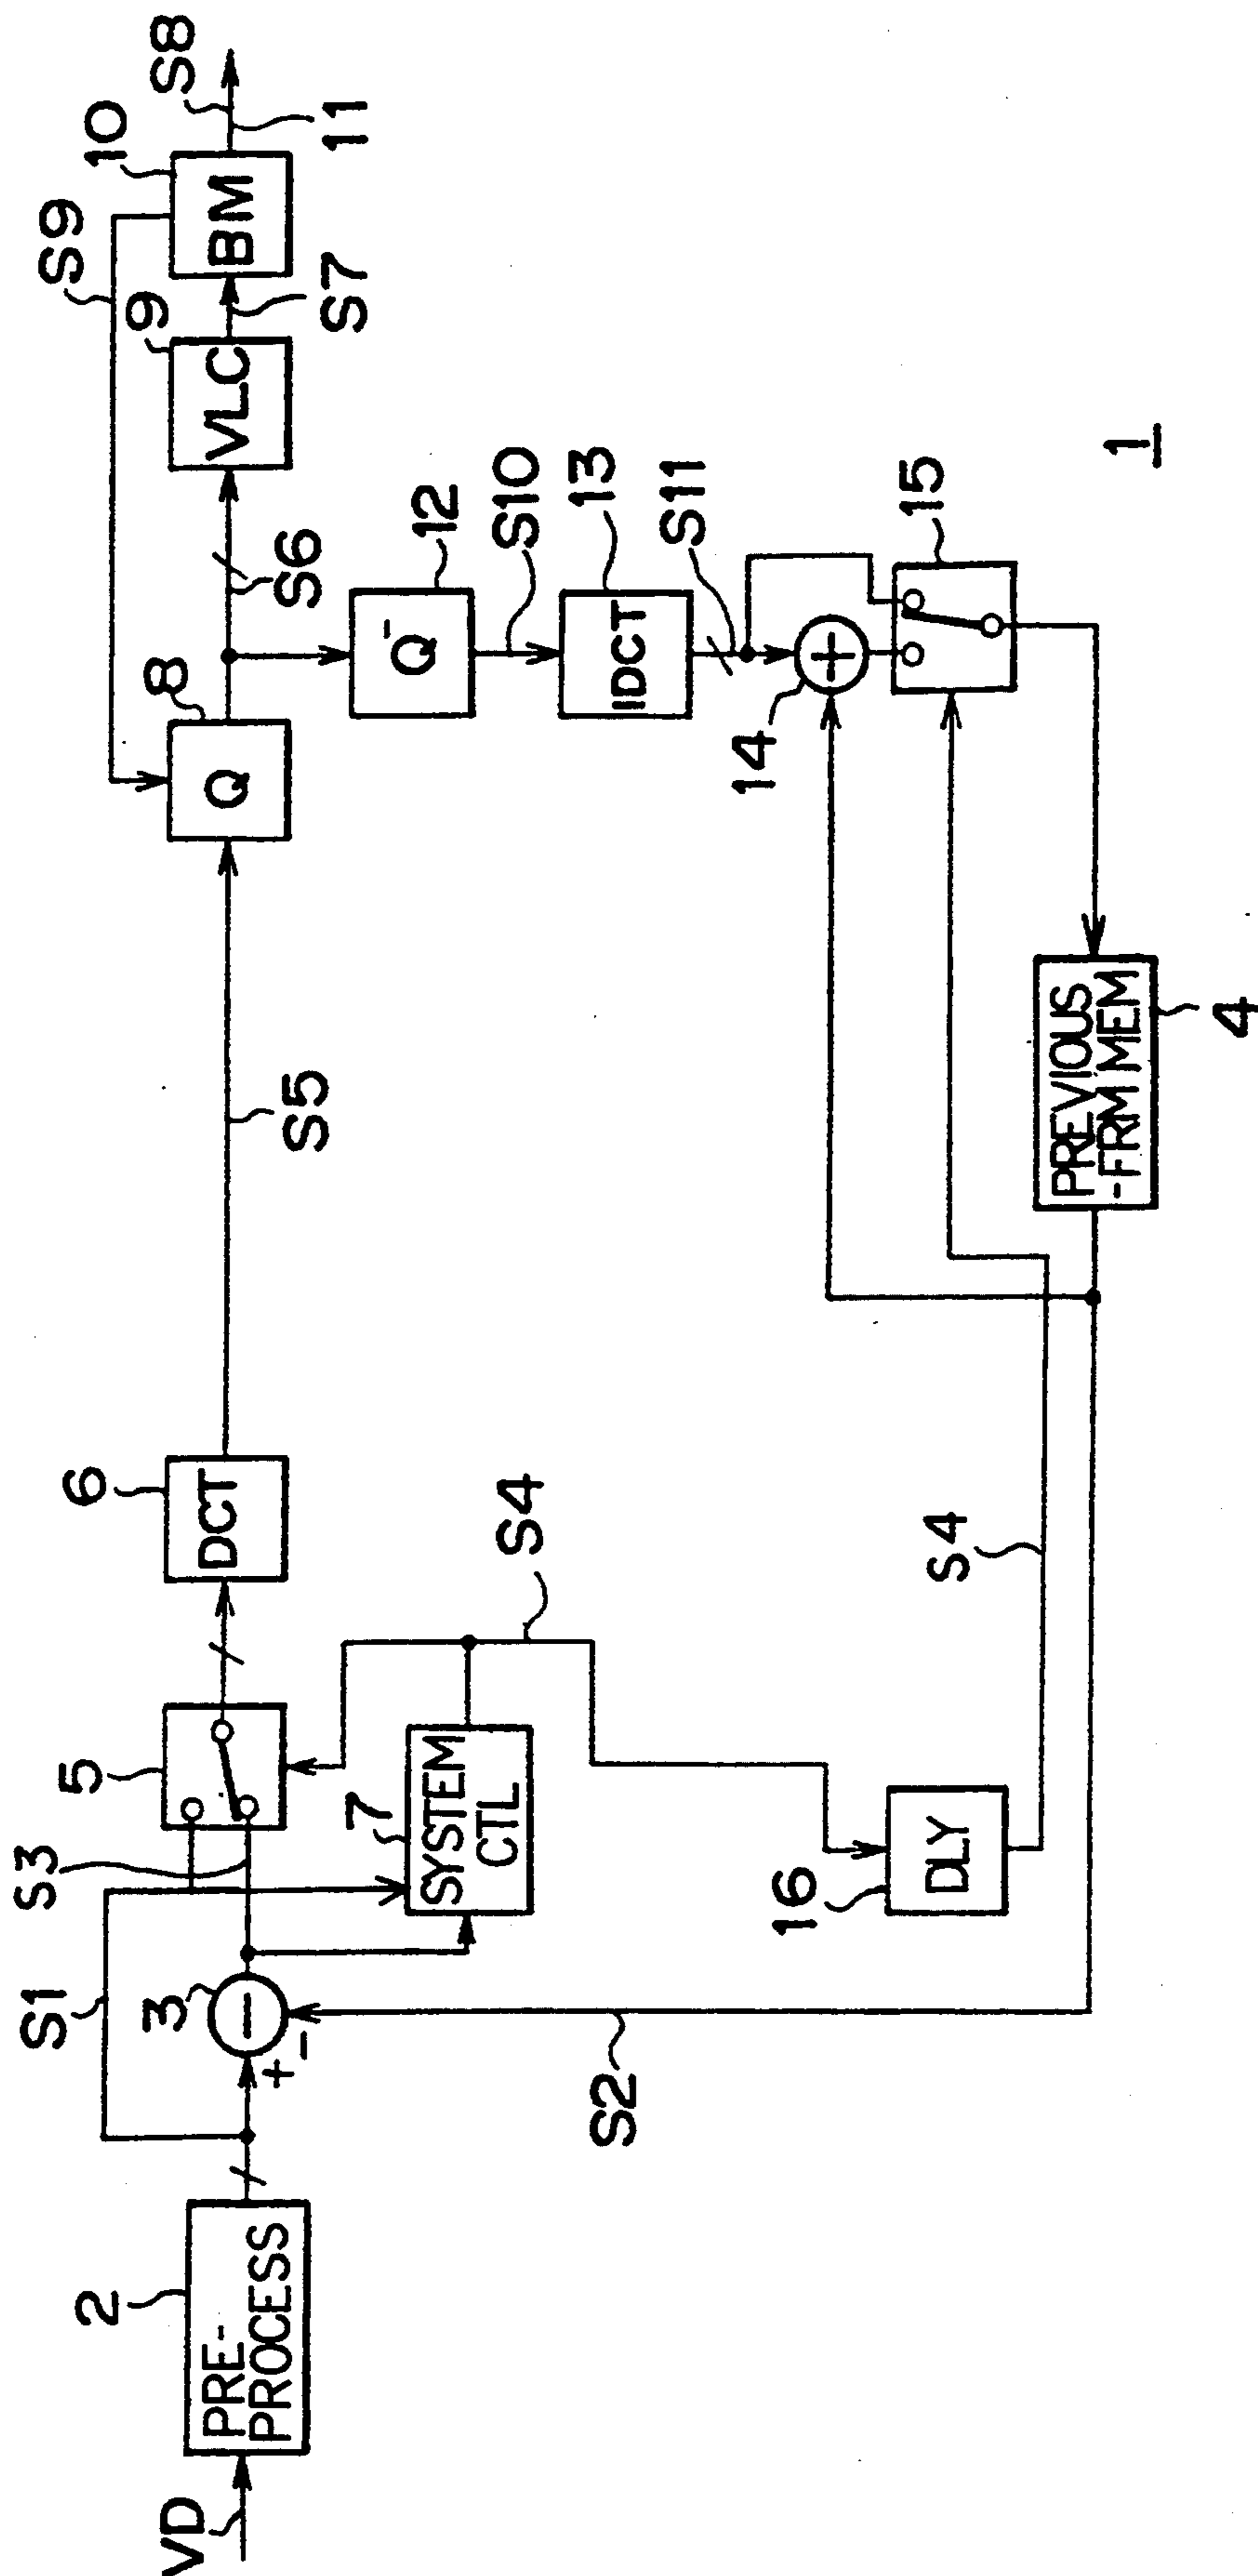 VD
2
PRE-
PROCESS
S1
3
+
-
S2
S3
5
7
SYSTEM
CTL
S4
6
DCT
16
DLY
S4
S5
8
Q
S6
9
VLC
S7
S9
10
BM
S8
11
12
Q⁻
S10
13
IDCT
S11
14
15
4
PREVIOUS
-FRM MEM
1